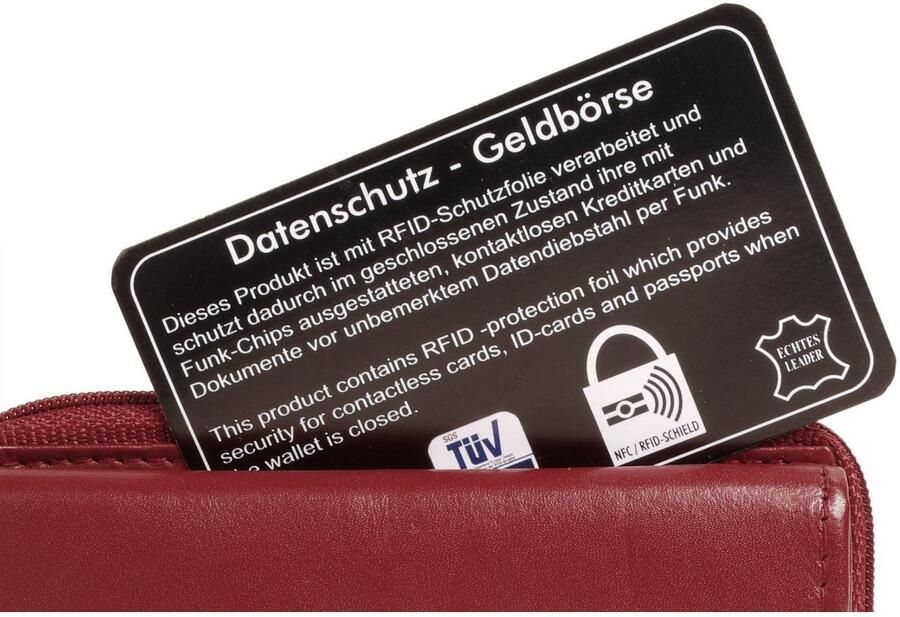 Datenschutz - Geldbörse
Dieses Produkt ist mit RFID-Schutzfolie verarbeitet und
schutzt dadurch im geschlossenen Zustand ihre mit
Funk-Chips ausgestatteten, kontaktlosen Kreditkarten und
Dokumente vor unbemerktem Datendiebstahl per Funk.
This product contains RFID -protection foil which provides
security for contactless cards, ID-cards and passports when
wallet is closed.
SGS
TÜV
NFC / RFID-SCHIELD
ECHTES
LEADER